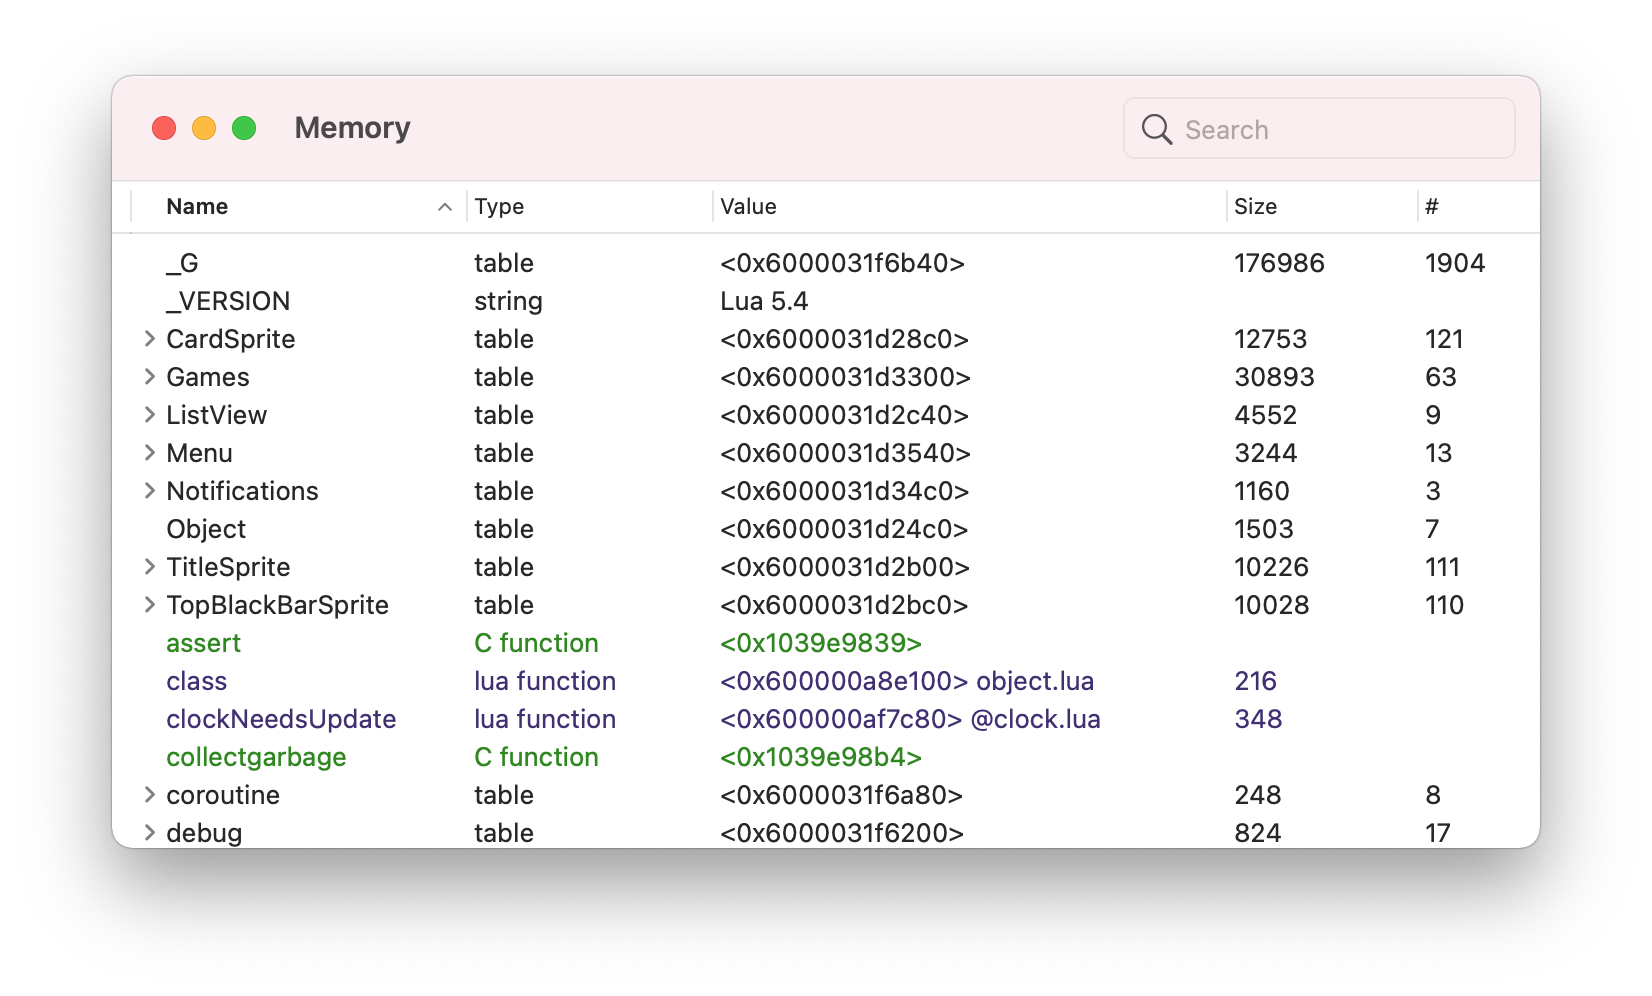 Memory
Search
Name Type Value Size #
_G table <0x6000031f6b40> 176986 1904
_VERSION string Lua 5.4
CardSprite table <0x6000031d28c0> 12753 121
Games table <0x6000031d3300> 30893 63
ListView table <0x6000031d2c40> 4552 9
Menu table <0x6000031d3540> 3244 13
Notifications table <0x6000031d34c0> 1160 3
Object table <0x6000031d24c0> 1503 7
TitleSprite table <0x6000031d2b00> 10226 111
TopBlackBarSprite table <0x6000031d2bc0> 10028 110
assert C function <0x1039e9839>
class lua function <0x600000a8e100> object.lua 216
clockNeedsUpdate lua function <0x600000af7c80> @clock.lua 348
collectgarbage C function <0x1039e98b4>
coroutine table <0x6000031f6a80> 248 8
debug table <0x6000031f6200> 824 17